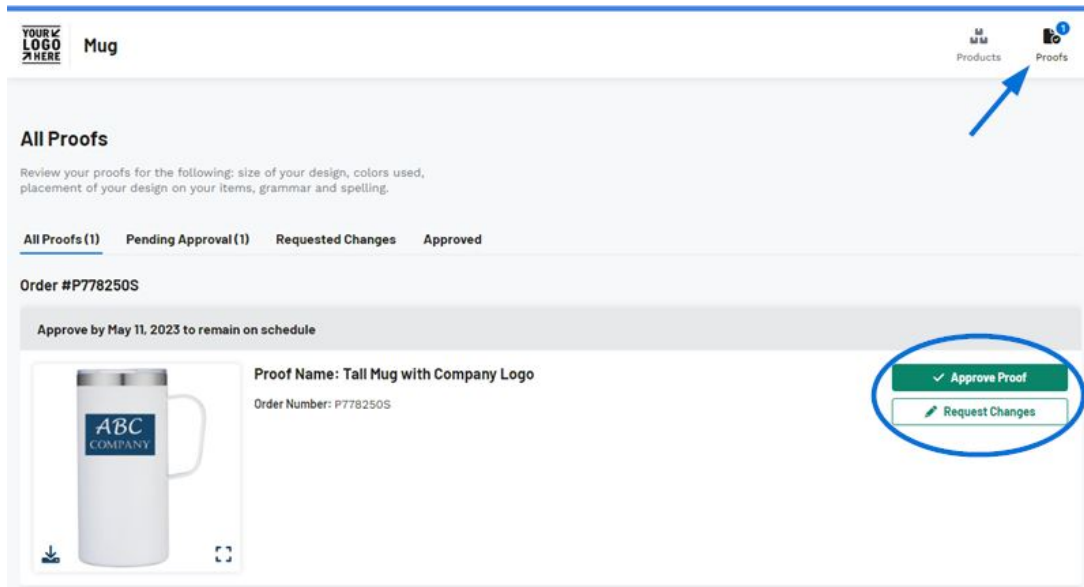 YOUR
LOGO
HERE
Mug
Products
1
Proofs
All Proofs
Review your proofs for the following: size of your design, colors used,
placement of your design on your items, grammar and spelling.
All Proofs (1) Pending Approval (1) Requested Changes Approved
Order #P778250S
Approve by May 11, 2023 to remain on schedule
Proof Name: Tall Mug with Company Logo
Order Number: P778250S
Approve Proof
Request Changes
ABC
COMPANY